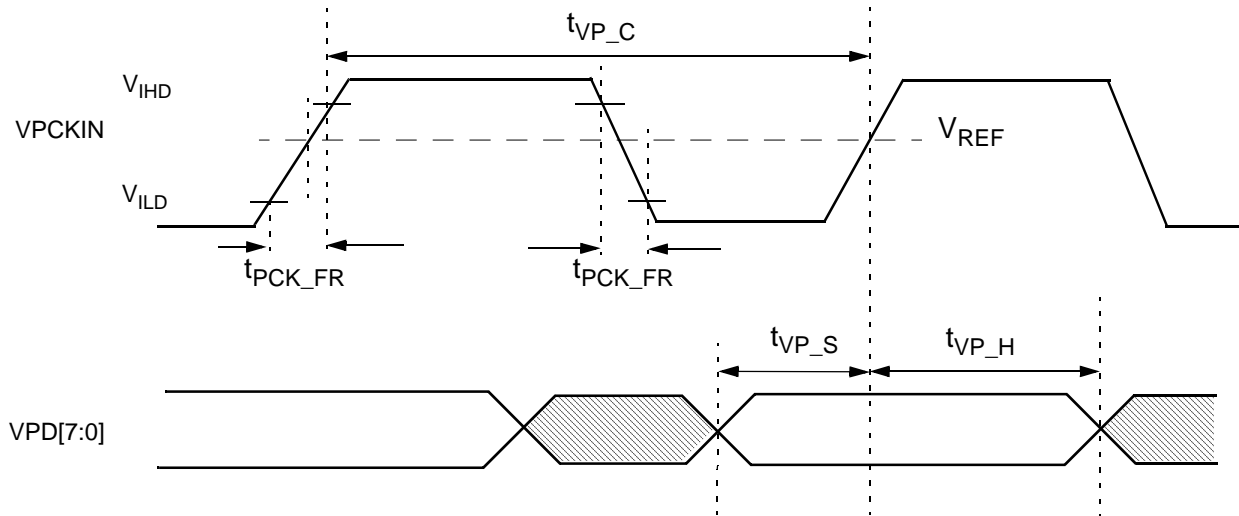 tVP_C
VIHD
VPCKIN
VREF
VILD
tPCK_FR
tPCK_FR
tVP_S
tVP_H
VPD[7:0]